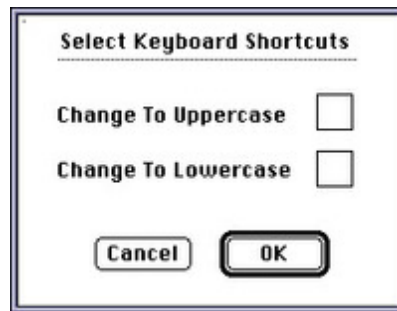 Select Keyboard Shortcuts
Change To Uppercase
Change To Lowercase
Cancel OK